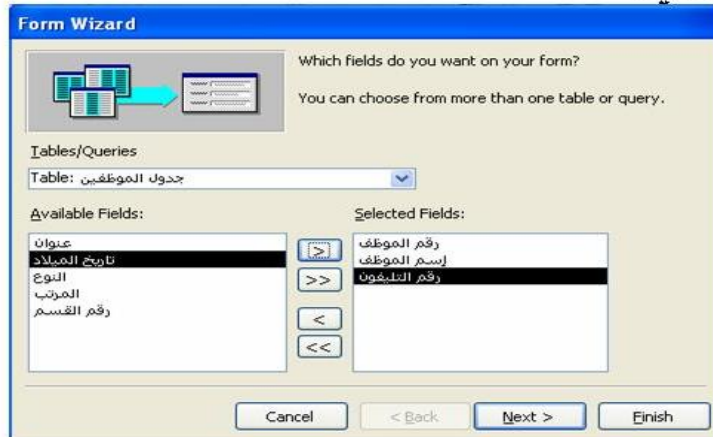 Form Wizard
Which fields do you want on your form?
You can choose from more than one table or query.
Tables/Queries
Table: جدول الموظفين
Available Fields:
عنوان
تاريخ الميلاد
النوع
المرتب
رقم القسم
>
>>
<
<<
Selected Fields:
رقم الموظف
إسم الموظف
رقم التليفون
Cancel
< Back
Next >
Finish